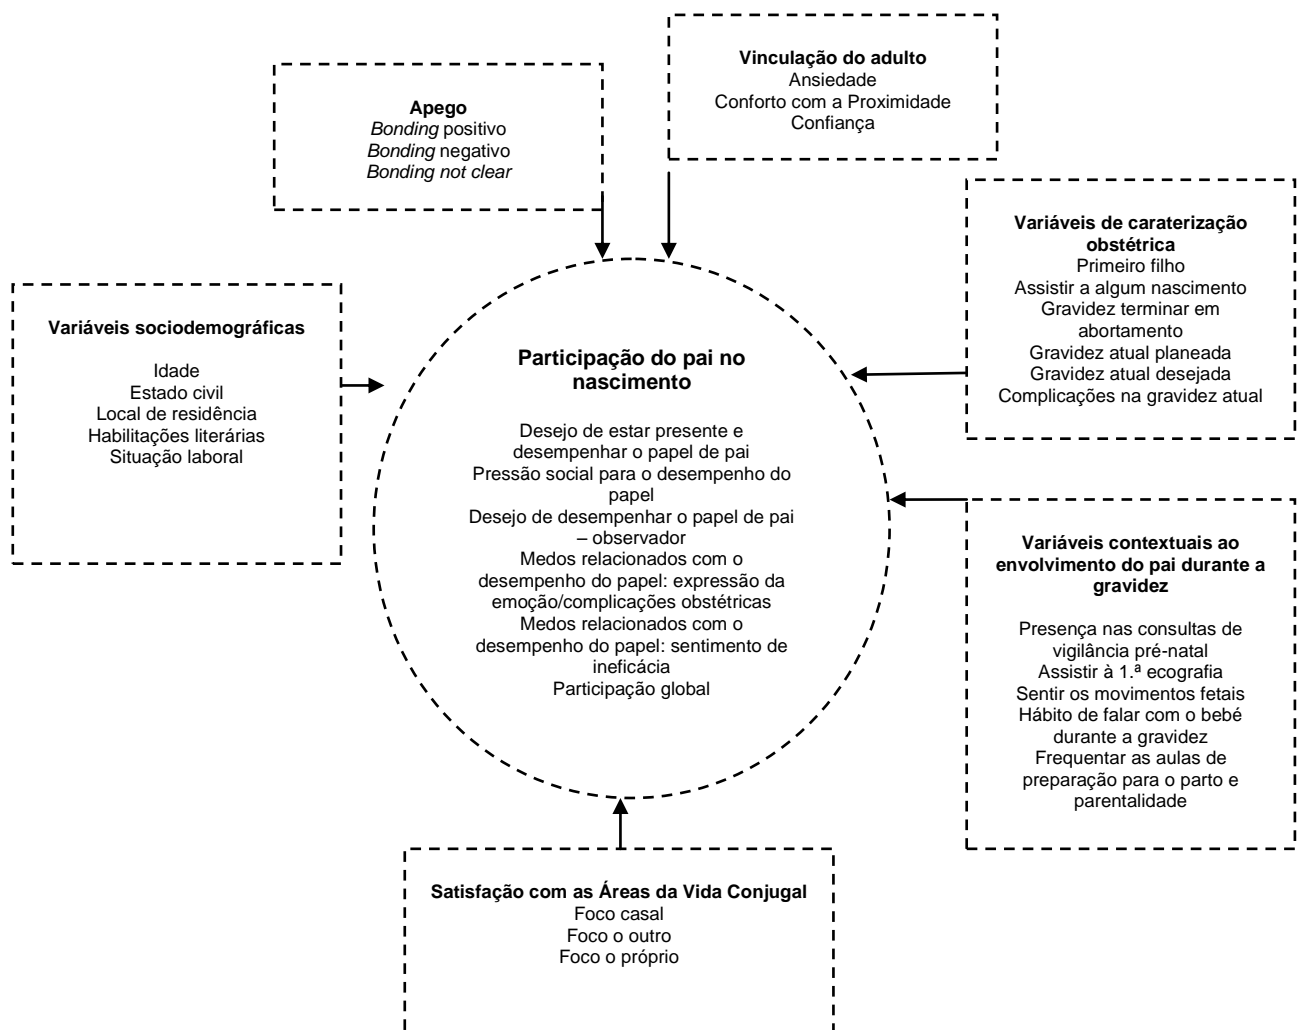 Vinculação do adulto
Ansiedade
Conforto com a Proximidade
Confiança
Apego
Bonding positivo
Bonding negativo
Bonding not clear
Variáveis de caraterização
obstétrica
Primeiro filho
Assistir a algum nascimento
Gravidez terminar em
abortamento
Gravidez atual planeada
Gravidez atual desejada
Complicações na gravidez atual
Variáveis sociodemográficas
Idade
Estado civil
Local de residência
Habilitações literárias
Situação laboral
Participação do pai no
nascimento
Desejo de estar presente e
desempenhar o papel de pai
Pressão social para o desempenho do
papel
Desejo de desempenhar o papel de pai
– observador
Medos relacionados com o
desempenho do papel: expressão da
emoção/complicações obstétricas
Medos relacionados com o
desempenho do papel: sentimento de
ineficácia
Participação global
Variáveis contextuais ao
envolvimento do pai durante a
gravidez
Presença nas consultas de
vigilância pré-natal
Assistir à 1.ª ecografia
Sentir os movimentos fetais
Hábito de falar com o bebé
durante a gravidez
Frequentar as aulas de
preparação para o parto e
parentalidade
Satisfação com as Áreas da Vida Conjugal
Foco casal
Foco o outro
Foco o próprio